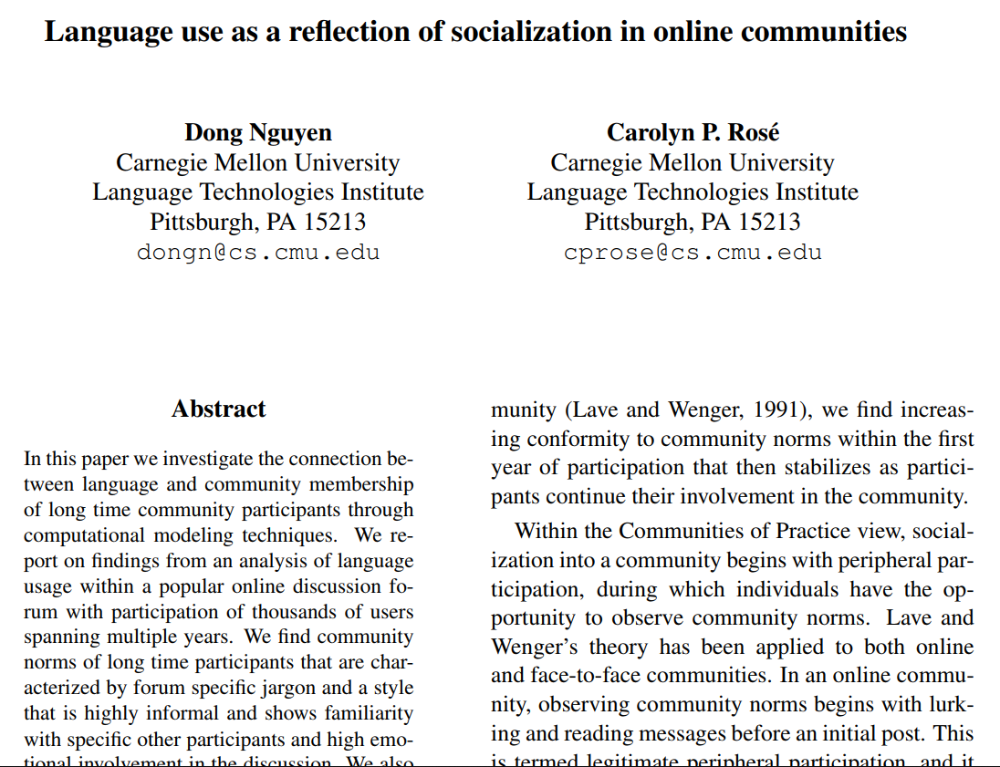 Language use as a reflection of socialization in online communities
Dong Nguyen
Carnegie Mellon University
Language Technologies Institute
Pittsburgh, PA 15213
dongn@cs.cmu.edu
Carolyn P. Rosé
Carnegie Mellon University
Language Technologies Institute
Pittsburgh, PA 15213
cprose@cs.cmu.edu
Abstract
In this paper we investigate the connection be-
tween language and community membership
of long time community participants through
computational modeling techniques. We re-
port on findings from an analysis of language
usage within a popular online discussion fo-
rum with participation of thousands of users
spanning multiple years. We find community
norms of long time participants that are char-
acterized by forum specific jargon and a style
that is highly informal and shows familiarity
with specific other participants and high emo-
tional involvement in the discussion. We also
munity (Lave and Wenger, 1991), we find increas-
ing conformity to community norms within the first
year of participation that then stabilizes as partici-
pants continue their involvement in the community.
Within the Communities of Practice view, social-
ization into a community begins with peripheral par-
ticipation, during which individuals have the op-
portunity to observe community norms. Lave and
Wenger's theory has been applied to both online
and face-to-face communities. In an online commu-
nity, observing community norms begins with lurk-
ing and reading messages before an initial post. This
is termed legitimate peripheral participation, and it